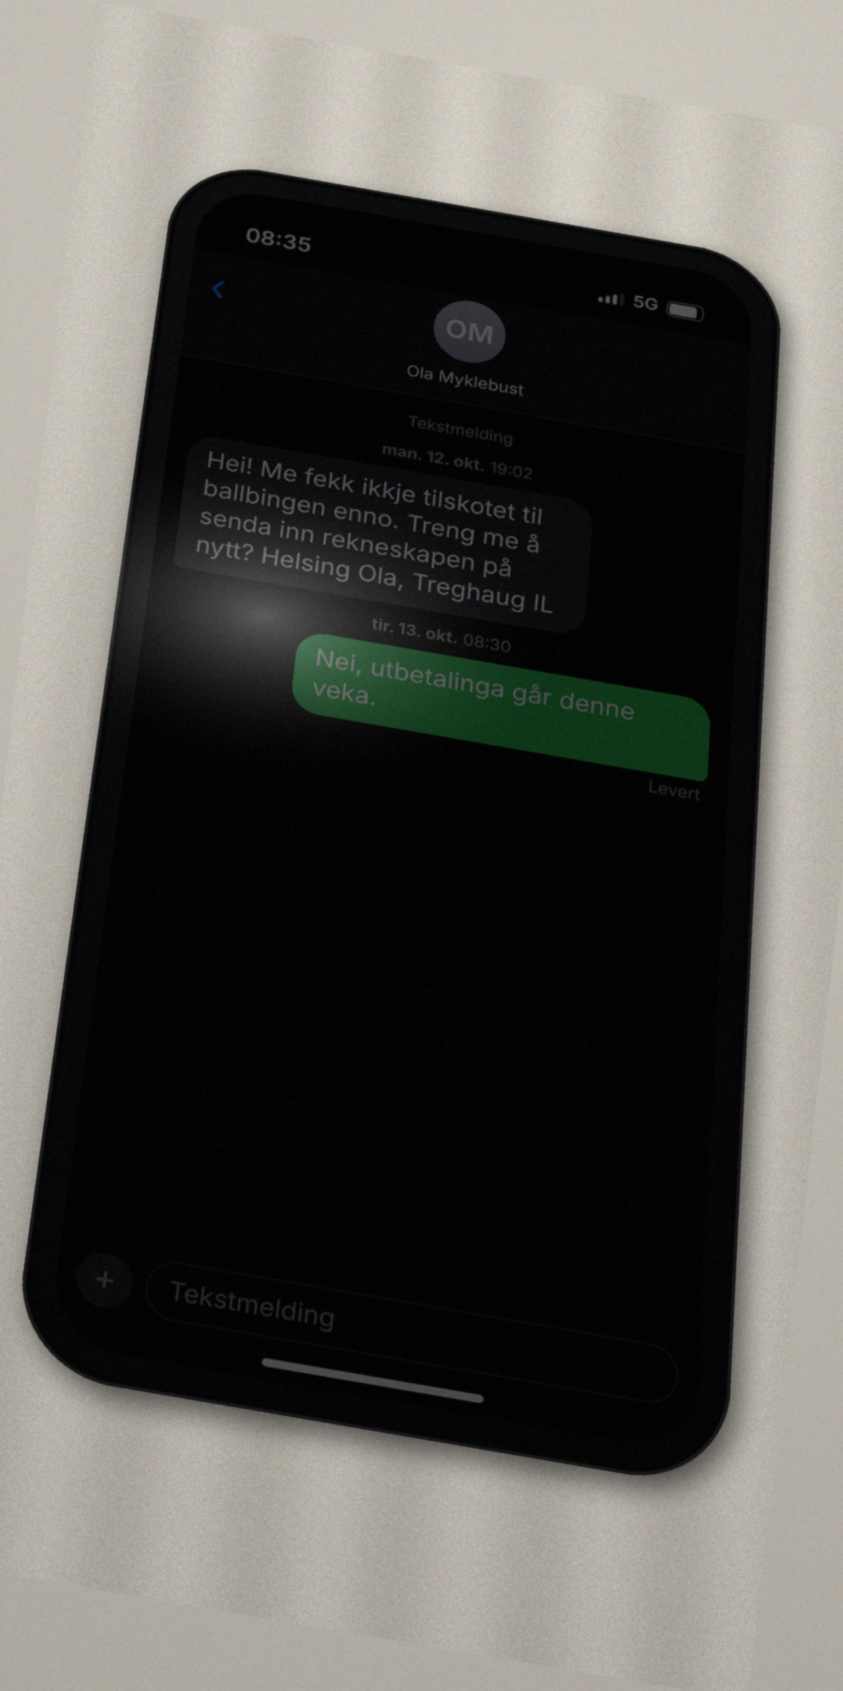 08:35
5G
OM
Ola Myklebust
Tekstmelding
man. 12. okt. 19:02
Hei! Me fekk ikkje tilskotet til
ballbingen enno. Treng me å
senda inn rekneskapen på
nytt? Helsing Ola, Treghaug IL
tir. 13. okt. 08:30
Nei, utbetalinga går denne
veka.
Levert
+
Tekstmelding